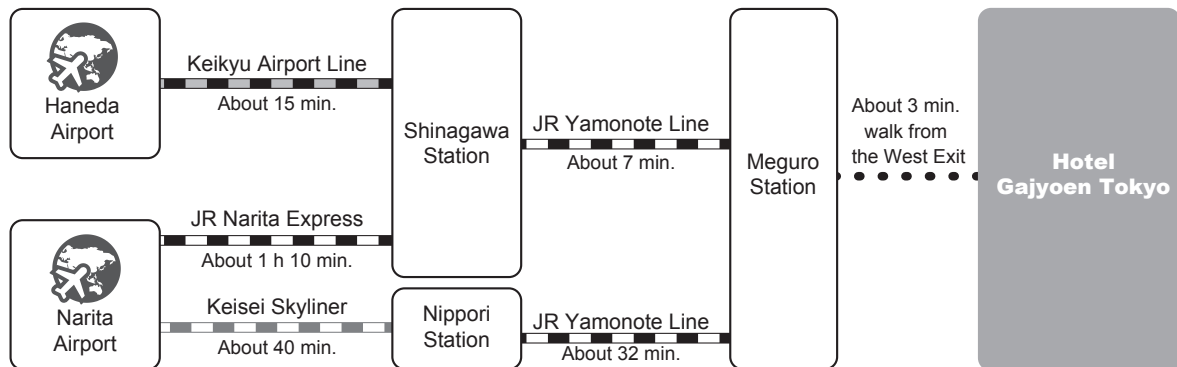 Haneda
Airport
Keikyu Airport Line
About 15 min.
Shinagawa
Station
JR Yamonote Line
About 7 min.
Meguro
Station
About 3 min.
walk from
the West Exit
Hotel
Gajyoen Tokyo
Narita
Airport
JR Narita Express
About 1 h 10 min.
Keisei Skyliner
About 40 min.
Nippori
Station
JR Yamonote Line
About 32 min.